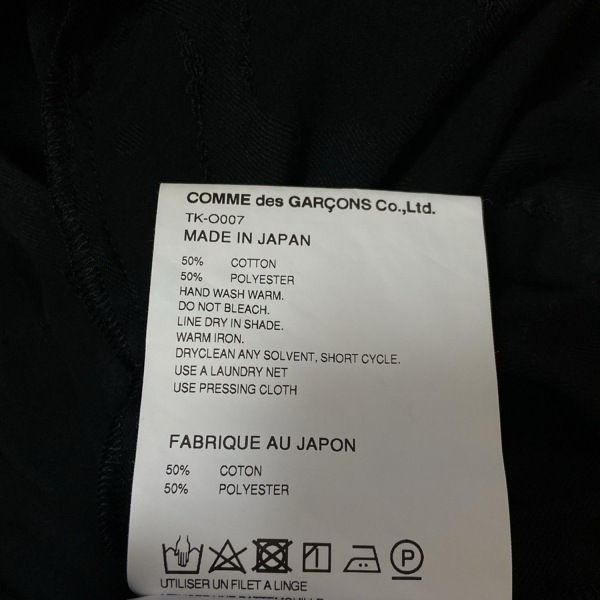 COMME des GARÇONS Co.,Ltd.
TK-O007
MADE IN JAPAN
50% COTTON
50% POLYESTER
HAND WASH WARM.
DO NOT BLEACH.
LINE DRY IN SHADE.
WARM IRON.
DRYCLEAN ANY SOLVENT, SHORT CYCLE.
USE A LAUNDRY NET
USE PRESSING CLOTH
FABRIQUE AU JAPON
50% COTON
50% POLYESTER
P
UTILISER UN FILET A LINGE